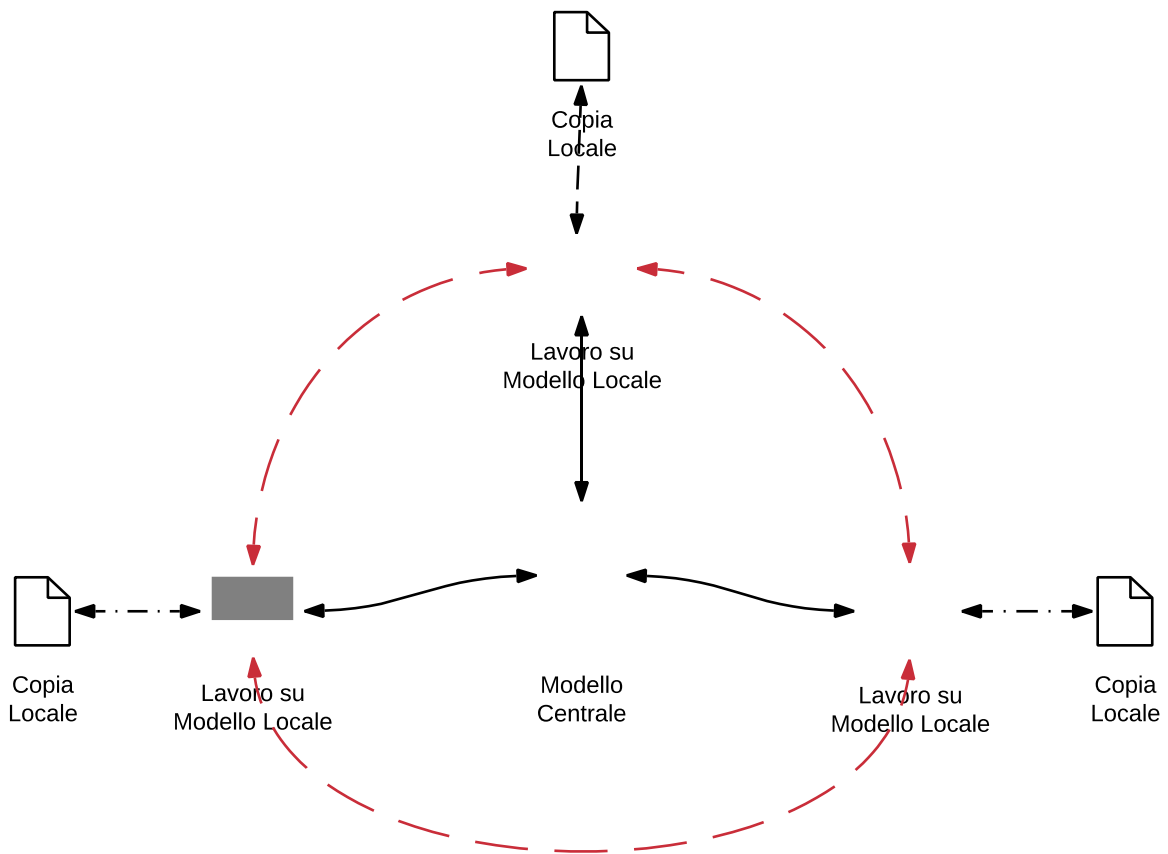 Copia
Locale
Lavoro su
Modello Locale
Copia
Locale
Lavoro su
Modello Locale
Modello
Centrale
Lavoro su
Modello Locale
Copia
Locale